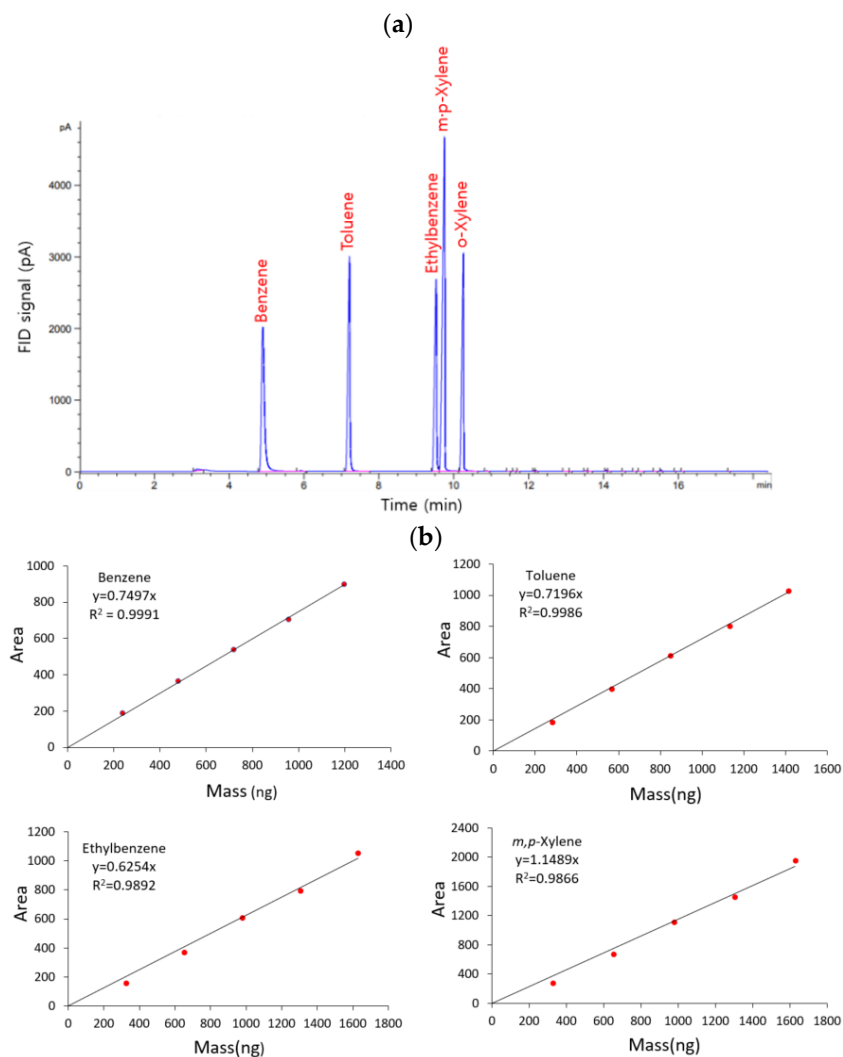 (a)
pA
4000
3000
2000
1000
0
FID signal (pA)
Benzene
Toluene
Ethylbenzene
m·p-Xylene
o-Xylene
0 2 4 6 8 10 12 14 16 min
Time (min)
(b)
Benzene
y=0.7497x
R² = 0.9991
1000
800
600
400
200
0
Area
0 200 400 600 800 1000 1200 1400
Mass (ng)
Toluene
y=0.7196x
R²=0.9986
1200
1000
800
600
400
200
0
Area
0 200 400 600 800 1000 1200 1400 1600
Mass(ng)
Ethylbenzene
y=0.6254x
R²=0.9892
1200
1000
800
600
400
200
0
Area
0 200 400 600 800 1000 1200 1400 1600 1800
Mass(ng)
m,p-Xylene
y=1.1489x
R²=0.9866
2400
2000
1600
1200
800
400
0
Area
0 200 400 600 800 1000 1200 1400 1600 1800
Mass(ng)